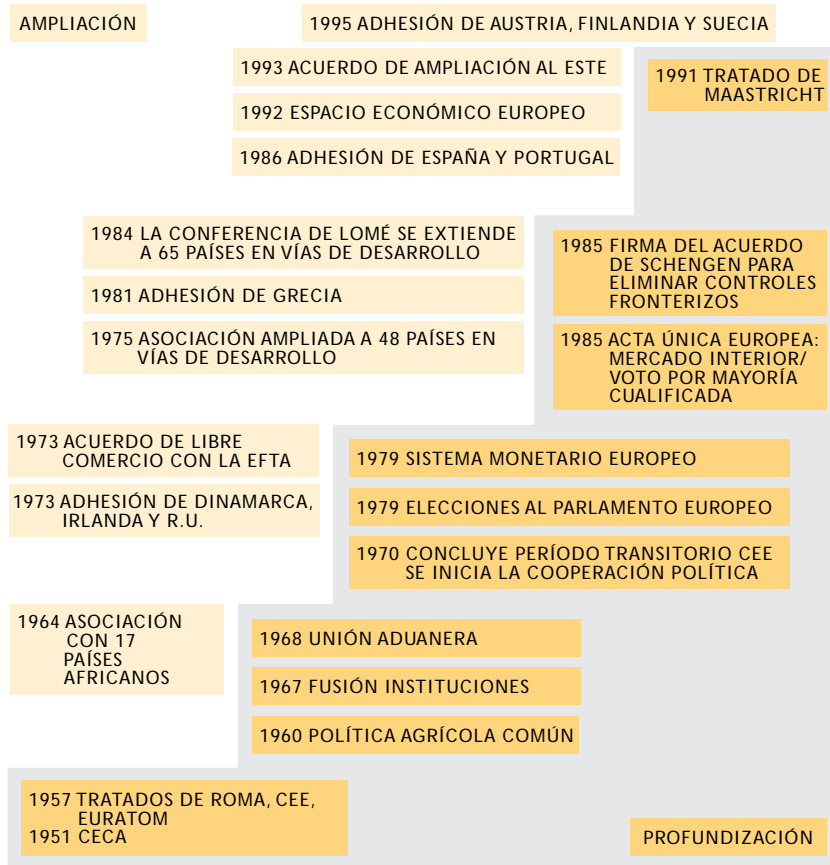 AMPLIACIÓN
1995 ADHESIÓN DE AUSTRIA, FINLANDIA Y SUECIA
1993 ACUERDO DE AMPLIACIÓN AL ESTE
1992 ESPACIO ECONÓMICO EUROPEO
1986 ADHESIÓN DE ESPAÑA Y PORTUGAL
1991 TRATADO DE
MAASTRICHT
1984 LA CONFERENCIA DE LOMÉ SE EXTIENDE
A 65 PAÍSES EN VÍAS DE DESARROLLO
1981 ADHESIÓN DE GRECIA
1975 ASOCIACIÓN AMPLIADA A 48 PAÍSES EN
VÍAS DE DESARROLLO
1985 FIRMA DEL ACUERDO
DE SCHENGEN PARA
ELIMINAR CONTROLES
FRONTERIZOS
1985 ACTA ÚNICA EUROPEA:
MERCADO INTERIOR/
VOTO POR MAYORÍA
CUALIFICADA
1973 ACUERDO DE LIBRE
COMERCIO CON LA EFTA
1973 ADHESIÓN DE DINAMARCA,
IRLANDA Y R.U.
1979 SISTEMA MONETARIO EUROPEO
1979 ELECCIONES AL PARLAMENTO EUROPEO
1970 CONCLUYE PERÍODO TRANSITORIO CEE
SE INICIA LA COOPERACIÓN POLÍTICA
1964 ASOCIACIÓN
CON 17
PAÍSES
AFRICANOS
1968 UNIÓN ADUANERA
1967 FUSIÓN INSTITUCIONES
1960 POLÍTICA AGRÍCOLA COMÚN
1957 TRATADOS DE ROMA, CEE,
EURATOM
1951 CECA
PROFUNDIZACIÓN